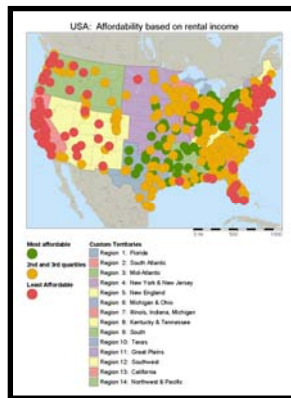 USA: Affordability based on rental income
500
1000
Most affordable
2nd and 3rd quartiles
Least Affordable
Custom Territories
Region 1: Florida
Region 2: South Atlantic
Region 3: Mid-Atlantic
Region 4: New York & New Jersey
Region 5: New England
Region 6: Michigan & Ohio
Region 7: Illinois, Indiana, Michigan
Region 8: Kentucky & Tennessee
Region 9: South
Region 10: Texas
Region 11: Great Plains
Region 12: Southwest
Region 13: California
Region 14: Northwest & Pacific